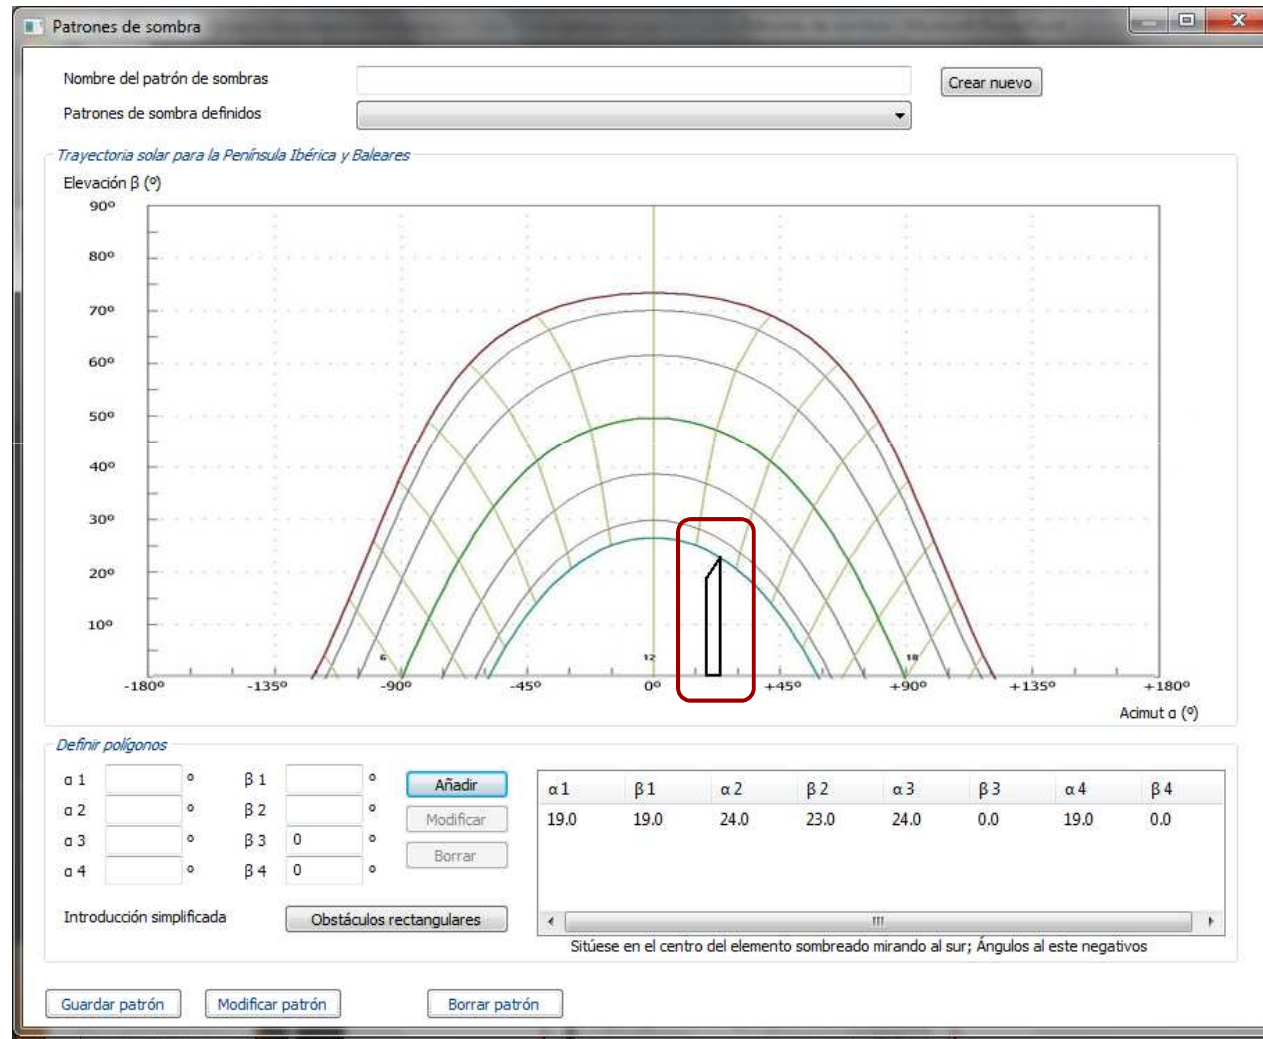 Patrones de sombra
Nombre del patrón de sombras
Crear nuevo
Patrones de sombra definidos
Trayectoria solar para la Península Ibérica y Baleares
Elevación β (º)
90º
80º
70º
60º
50º
40º
30º
20º
10º
6 12 18
-180º -135º -90º -45º 0º +45º +90º +135º +180º
Acimut α (º)
Definir polígonos
α 1 º β 1 º Añadir
α 2 º β 2 º Modificar
α 3 º β 3 0 º Borrar
α 4 º β 4 0 º
α 1 β 1 α 2 β 2 α 3 β 3 α 4 β 4
19.0 19.0 24.0 23.0 24.0 0.0 19.0 0.0
Introducción simplificada Obstáculos rectangulares
Sitúese en el centro del elemento sombreado mirando al sur; Ángulos al este negativos
Guardar patrón Modificar patrón Borrar patrón